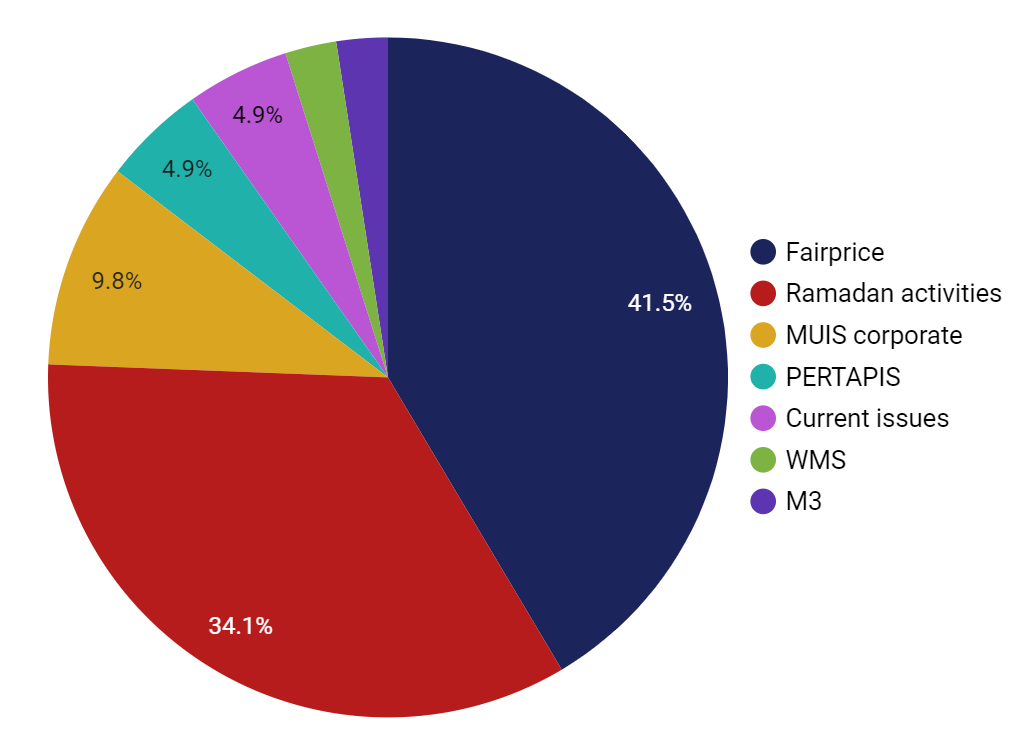 4.9%
4.9%
9.8%
41.5%
34.1%
Fairprice
Ramadan activities
MUIS corporate
PERTAPIS
Current issues
WMS
M3